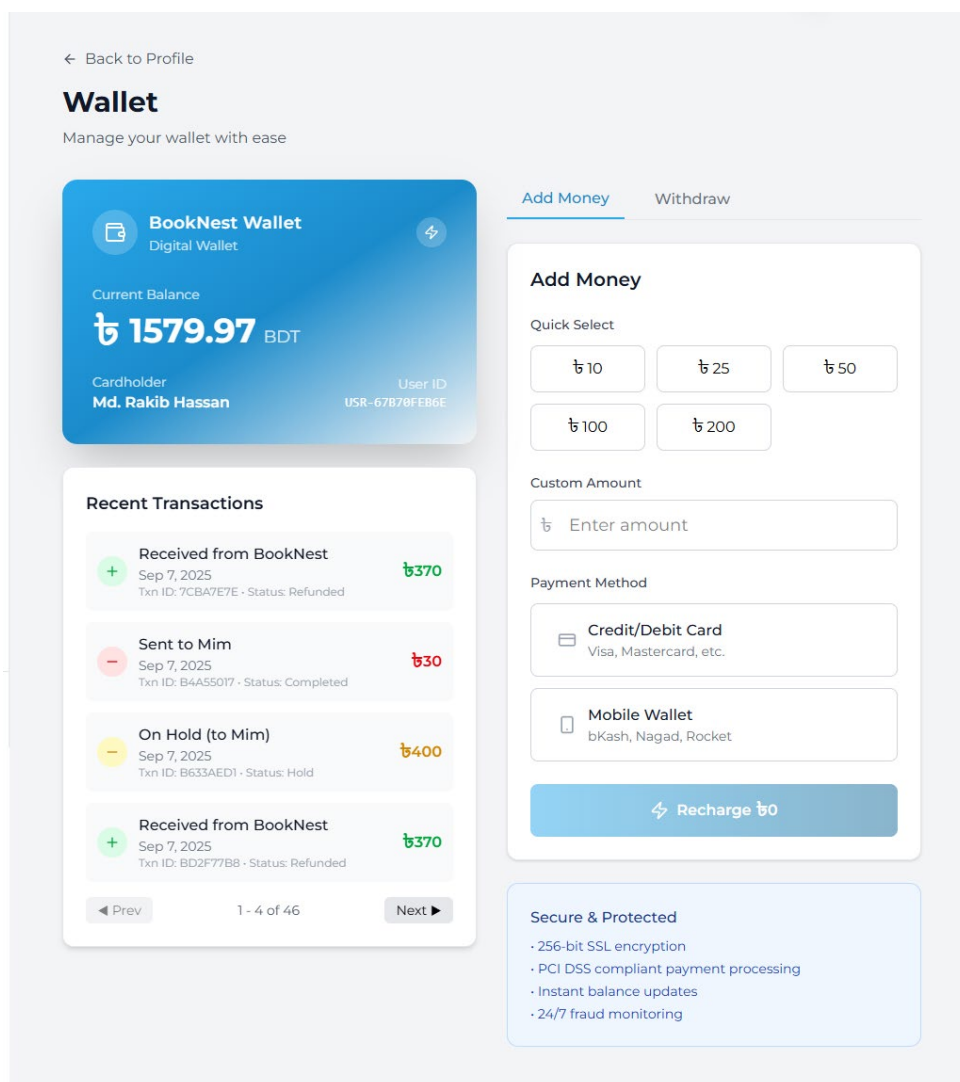 ← Back to Profile
Wallet
Manage your wallet with ease
BookNest Wallet
Digital Wallet
Current Balance
৳ 1579.97 BDT
Cardholder
Md. Rakib Hassan
User ID
USR-67B70FEB6E
Recent Transactions
Received from BookNest
Sep 7, 2025
Txn ID: 7CBA7E7E • Status: Refunded
৳370
Sent to Mim
Sep 7, 2025
Txn ID: B4A55017 • Status: Completed
৳30
On Hold (to Mim)
Sep 7, 2025
Txn ID: B633AED1 • Status: Hold
৳400
Received from BookNest
Sep 7, 2025
Txn ID: BD2F77B8 • Status: Refunded
৳370
◀ Prev
1 - 4 of 46
Next ▶
Add Money
Withdraw
Add Money
Quick Select
৳ 10
৳ 25
৳ 50
৳ 100
৳ 200
Custom Amount
৳ Enter amount
Payment Method
Credit/Debit Card
Visa, Mastercard, etc.
Mobile Wallet
bKash, Nagad, Rocket
Recharge ৳0
Secure & Protected
• 256-bit SSL encryption
• PCI DSS compliant payment processing
• Instant balance updates
• 24/7 fraud monitoring